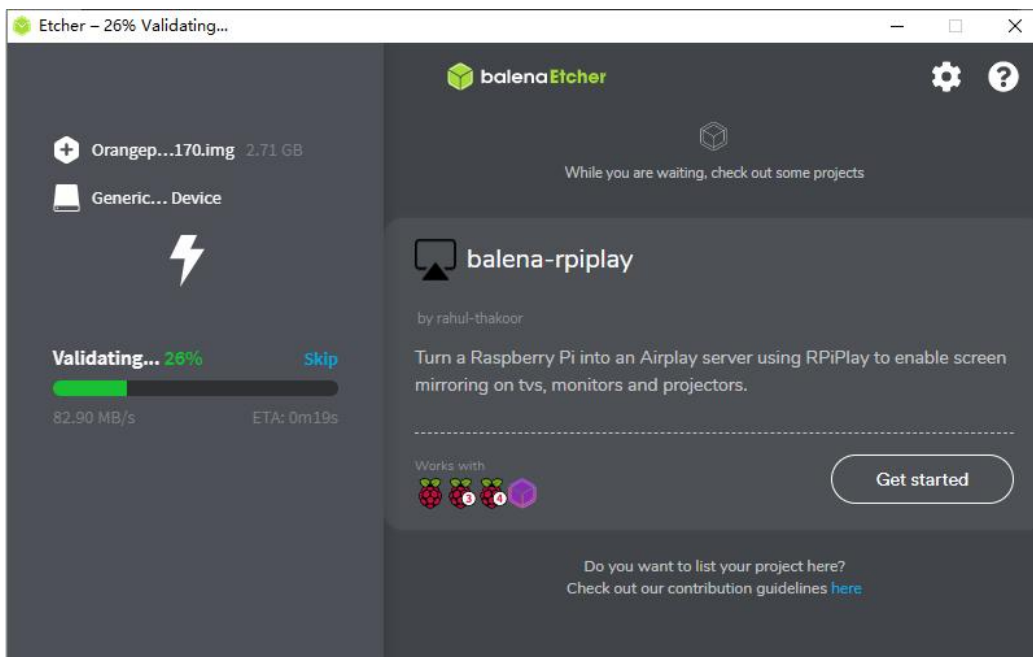 Etcher – 26% Validating...
balenaEtcher
Orangep...170.img 2.71 GB
Generic... Device
Validating... 26% Skip
82.90 MB/s ETA: 0m19s
While you are waiting, check out some projects
balena-rpiplay
by rahul-thakoor
Turn a Raspberry Pi into an Airplay server using RPiPlay to enable screen
mirroring on tvs, monitors and projectors.
Works with
3 4
Get started
Do you want to list your project here?
Check out our contribution guidelines here